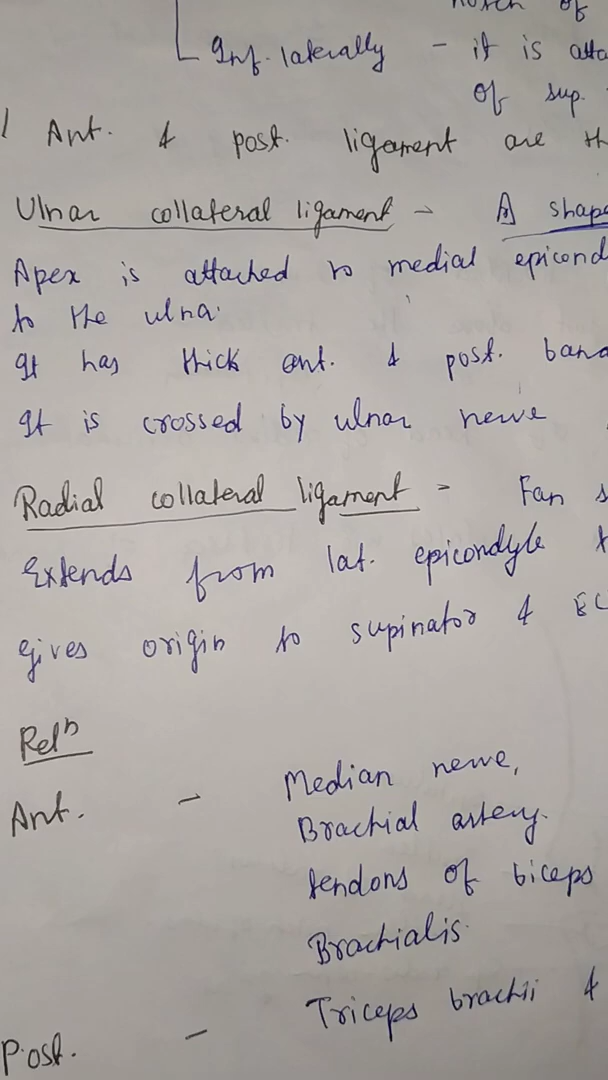 of
Inf. laterally - it is atta
of sup.
Ant. & post. ligament are th
Ulnar collateral ligament - A shape
Apex is attached to medial epicond
to the ulna.
It has thick ant. & post. band
It is crossed by ulnar nerve
Radial collateral ligament - Fan s
Extends from lat. epicondyle t
gives origin to supinator & EC
Relⁿ
Ant. - Median nerve,
Brachial artery.
tendons of biceps
Brachialis.
Post. - Triceps brachii &